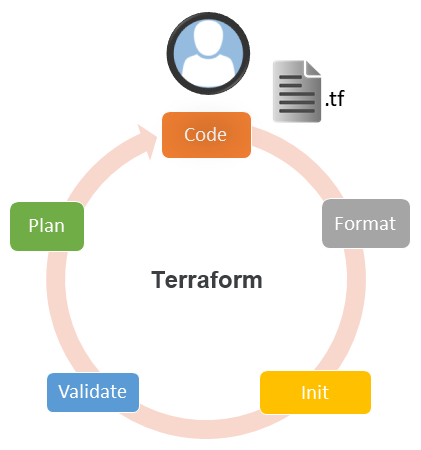 .tf
Code
Format
Plan
Terraform
Validate
Init